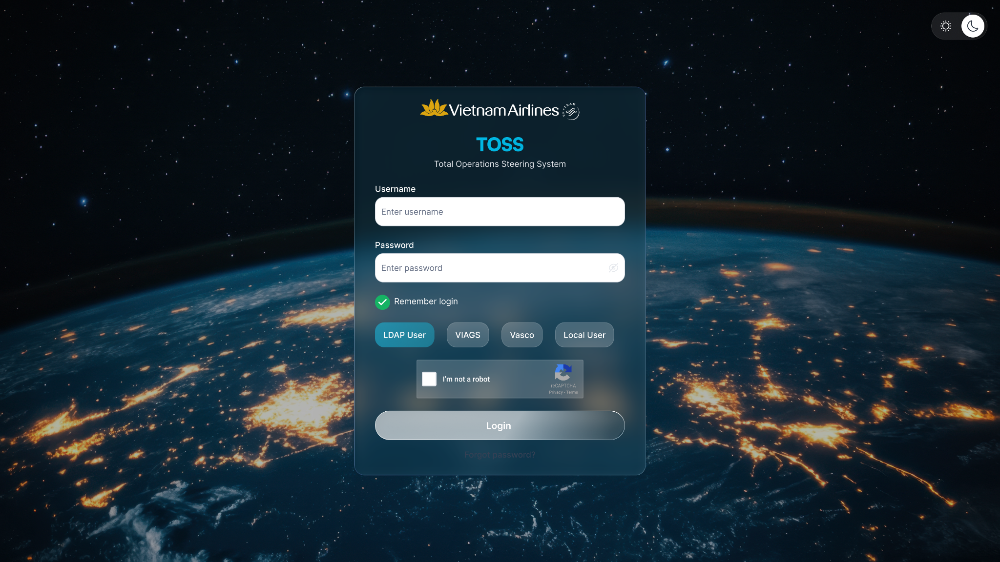 Vietnam Airlines SKYTEAM
TOSS
Total Operations Steering System
Username
Enter username
Password
Enter password
Remember login
LDAP User VIAGS Vasco Local User
I'm not a robot
reCAPTCHA
Privacy - Terms
Login
Forgot password?